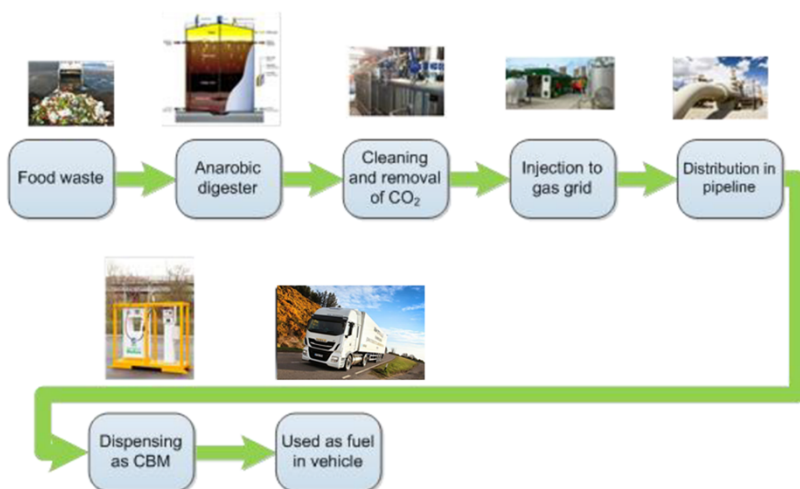 Food waste
Anarobic
digester
Cleaning
and removal
of CO₂
Injection to
gas grid
Distribution in
pipeline
Dispensing
as CBM
Used as fuel
in vehicle